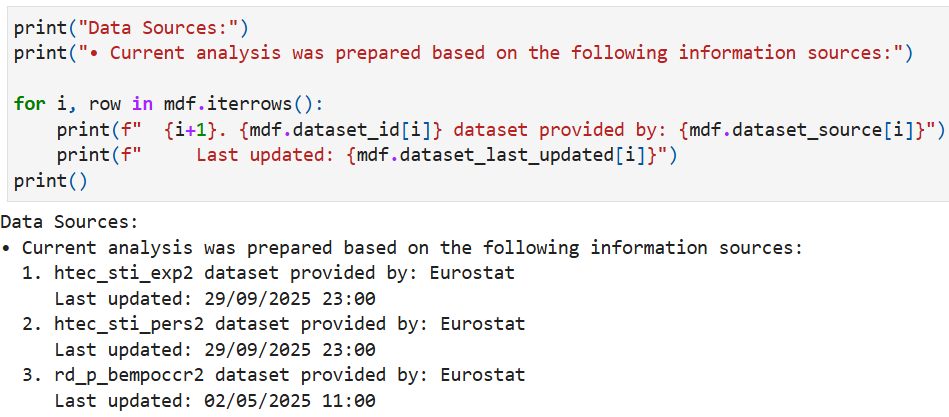 print("Data Sources:")
print("• Current analysis was prepared based on the following information sources:")

for i, row in mdf.iterrows():
    print(f"  {i+1}. {mdf.dataset_id[i]} dataset provided by: {mdf.dataset_source[i]}")
    print(f"     Last updated: {mdf.dataset_last_updated[i]}")
print()
Data Sources:
• Current analysis was prepared based on the following information sources:
  1. htec_sti_exp2 dataset provided by: Eurostat
     Last updated: 29/09/2025 23:00
  2. htec_sti_pers2 dataset provided by: Eurostat
     Last updated: 29/09/2025 23:00
  3. rd_p_bempoccr2 dataset provided by: Eurostat
     Last updated: 02/05/2025 11:00